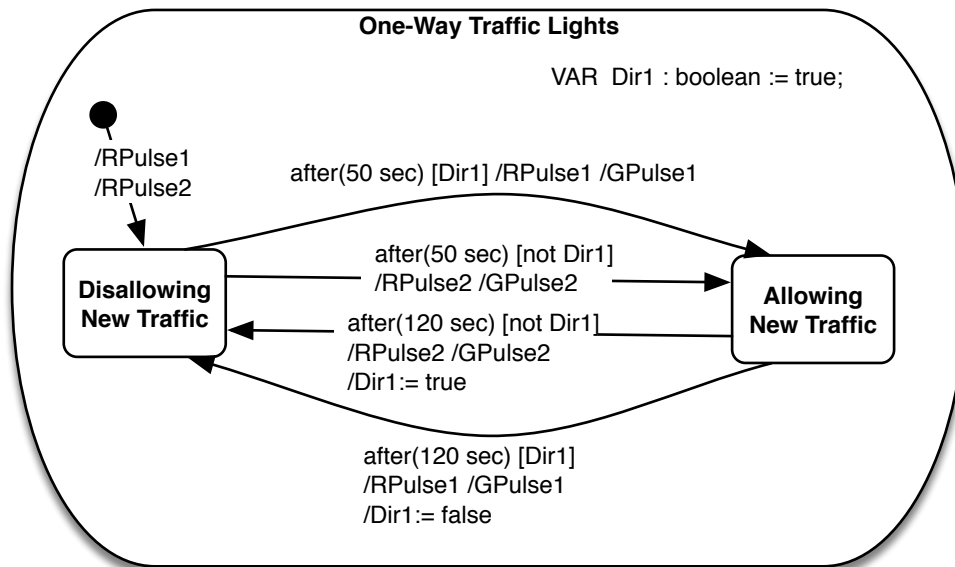 One-Way Traffic Lights
VAR  Dir1 : boolean := true;
/RPulse1
/RPulse2
after(50 sec) [Dir1] /RPulse1 /GPulse1
after(50 sec) [not Dir1]
/RPulse2 /GPulse2
Disallowing
New Traffic
Allowing
New Traffic
after(120 sec) [not Dir1]
/RPulse2 /GPulse2
/Dir1:= true
after(120 sec) [Dir1]
/RPulse1 /GPulse1
/Dir1:= false